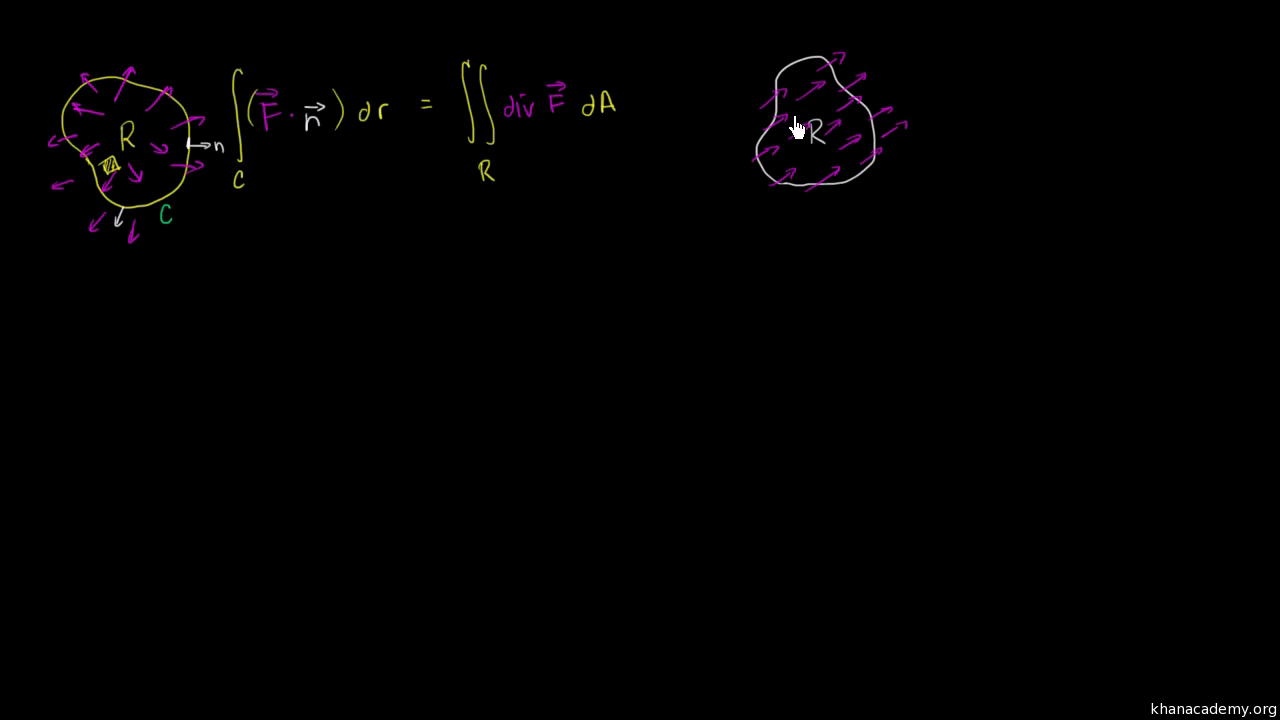 R
n
C
∫ (F⃗ · n⃗) dr = ∬ div F⃗ dA
C
R
R
khanacademy.org